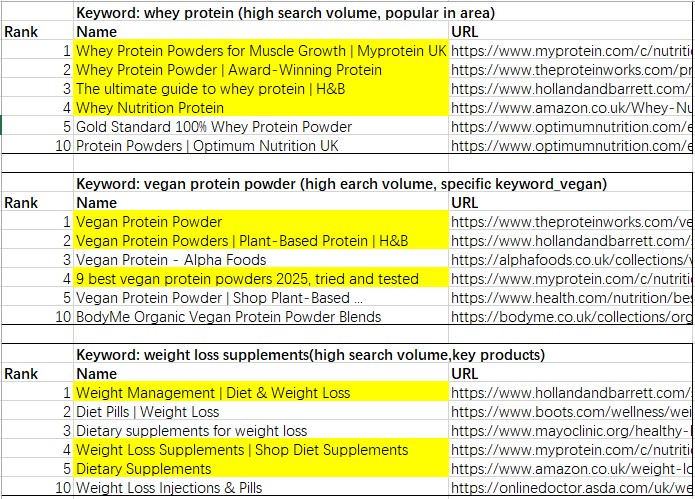 Keyword: whey protein (high search volume, popular in area)
Rank Name URL
1 Whey Protein Powders for Muscle Growth | Myprotein UK https://www.myprotein.com/c/nutriti
2 Whey Protein Powder | Award-Winning Protein https://www.theproteinworks.com/pr
3 The ultimate guide to whey protein | H&B https://www.hollandandbarrett.com/
4 Whey Nutrition Protein https://www.amazon.co.uk/Whey-Nu
5 Gold Standard 100% Whey Protein Powder https://www.optimumnutrition.com/e
10 Protein Powders | Optimum Nutrition UK https://www.optimumnutrition.com/e
Keyword: vegan protein powder (high earch volume, specific keyword_vegan)
Rank Name URL
1 Vegan Protein Powder https://www.theproteinworks.com/ve
2 Vegan Protein Powders | Plant-Based Protein | H&B https://www.hollandandbarrett.com/s
3 Vegan Protein - Alpha Foods https://alphafoods.co.uk/collections/v
4 9 best vegan protein powders 2025, tried and tested https://www.myprotein.com/c/nutriti
5 Vegan Protein Powder | Shop Plant-Based ... https://www.health.com/nutrition/bes
10 BodyMe Organic Vegan Protein Powder Blends https://bodyme.co.uk/collections/org
Keyword: weight loss supplements(high search volume,key products)
Rank Name URL
1 Weight Management | Diet & Weight Loss https://www.hollandandbarrett.com/s
2 Diet Pills | Weight Loss https://www.boots.com/wellness/wei
3 Dietary supplements for weight loss https://www.mayoclinic.org/healthy-l
4 Weight Loss Supplements | Shop Diet Supplements https://www.myprotein.com/c/nutriti
5 Dietary Supplements https://www.amazon.co.uk/weight-lo
10 Weight Loss Injections & Pills https://onlinedoctor.asda.com/uk/we